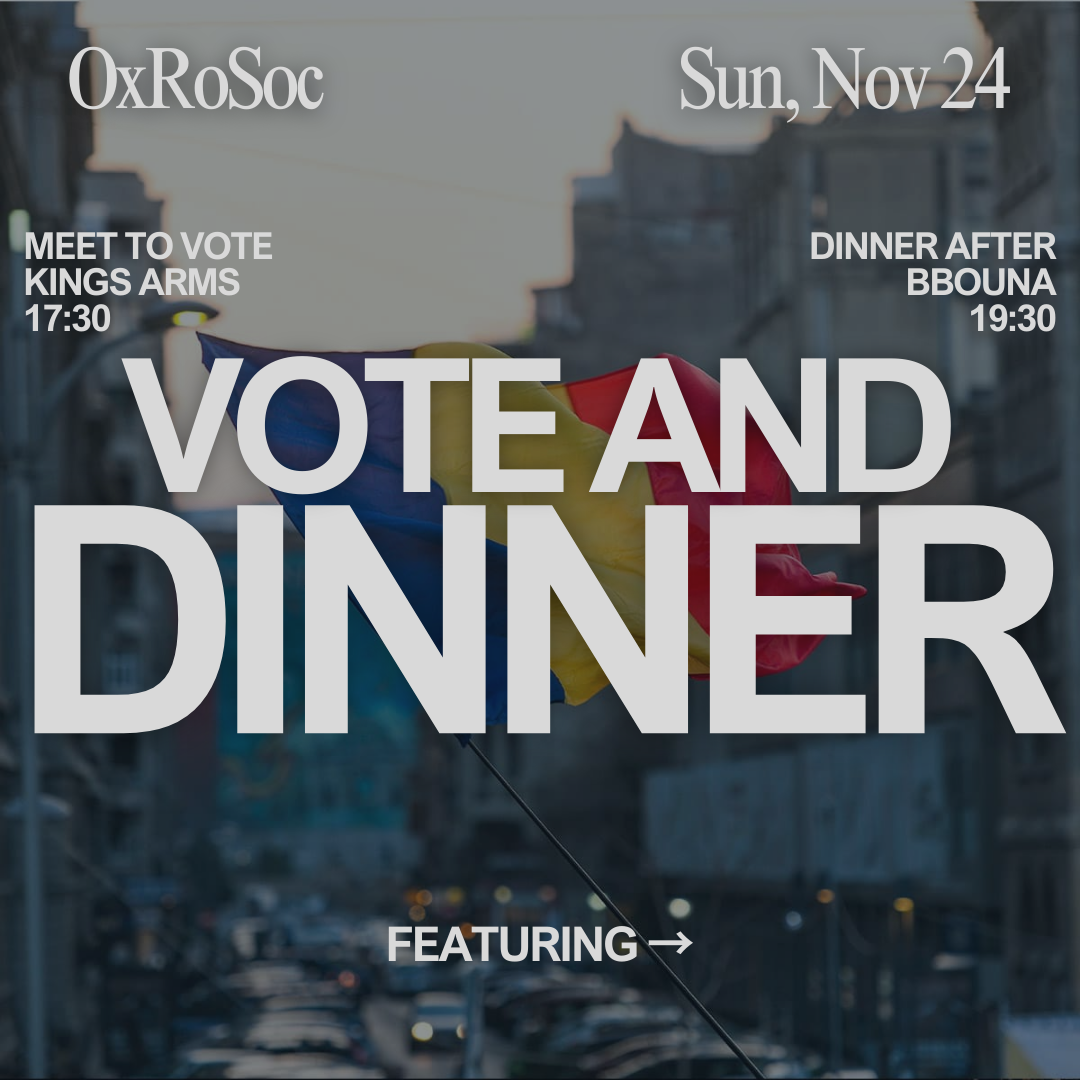 OxRoSoc
Sun, Nov 24
MEET TO VOTE
KINGS ARMS
17:30
DINNER AFTER
BBOUNA
19:30
VOTE AND
DINNER
FEATURING →